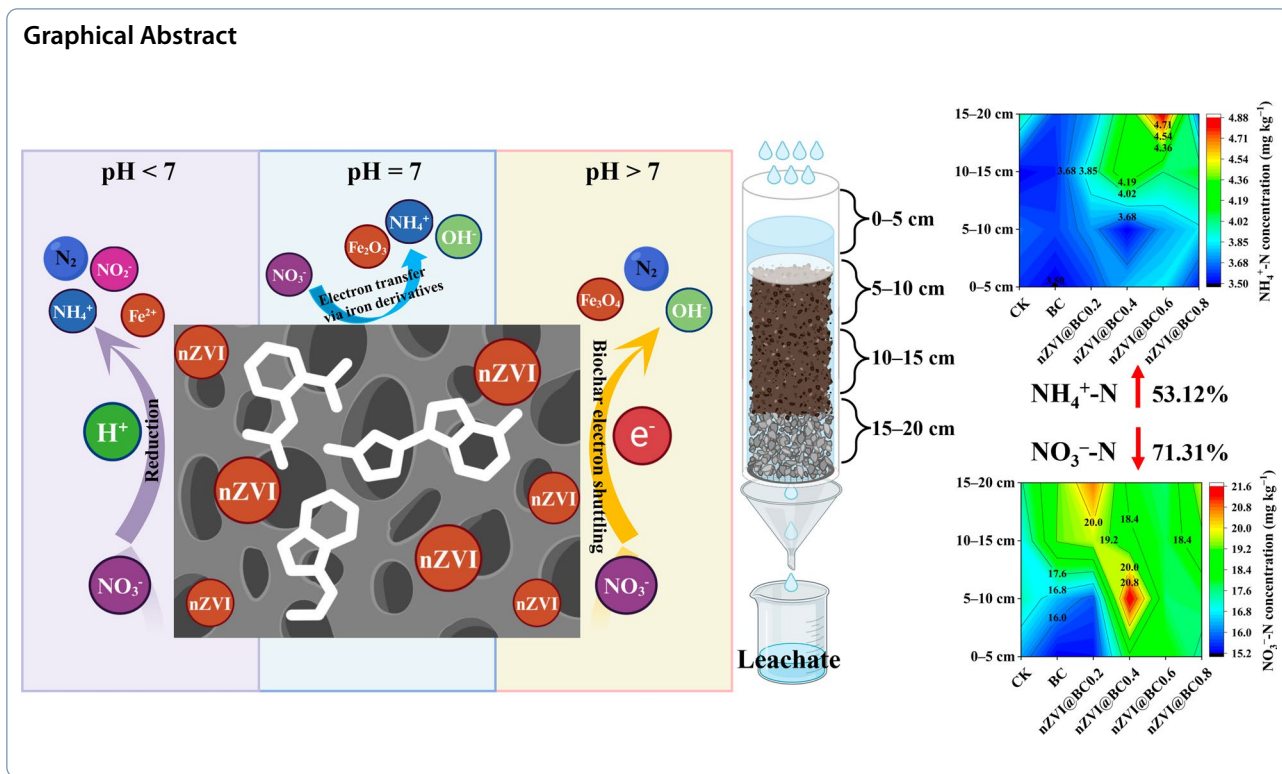 Graphical Abstract
pH < 7
pH = 7
pH > 7
N₂
NO₂⁻
NH₄⁺
Fe²⁺
H⁺
Reduction
NO₃⁻
NO₃⁻
Fe₂O₃
NH₄⁺
OH⁻
Electron transfer
via iron derivatives
N₂
Fe₃O₄
OH⁻
Biochar electron shuttling
e⁻
NO₃⁻
nZVI
nZVI
nZVI
nZVI
nZVI
nZVI
nZVI
0–5 cm
5–10 cm
10–15 cm
15–20 cm
Leachate
15–20 cm
10–15 cm
5–10 cm
0–5 cm
4.71
4.54
4.36
3.68
3.85
4.19
4.02
3.68
CK
BC
nZVI@BC0.2
nZVI@BC0.4
nZVI@BC0.6
nZVI@BC0.8
4.88
4.71
4.54
4.36
4.19
4.02
3.85
3.68
3.50
NH₄⁺-N concentration (mg kg⁻¹)
NH₄⁺-N 53.12%
NO₃⁻-N 71.31%
15–20 cm
10–15 cm
5–10 cm
0–5 cm
20.0
18.4
19.2
18.4
17.6
20.0
16.8
20.8
16.0
CK
BC
nZVI@BC0.2
nZVI@BC0.4
nZVI@BC0.6
nZVI@BC0.8
21.6
20.8
20.0
19.2
18.4
17.6
16.8
16.0
15.2
NO₃⁻-N concentration (mg kg⁻¹)